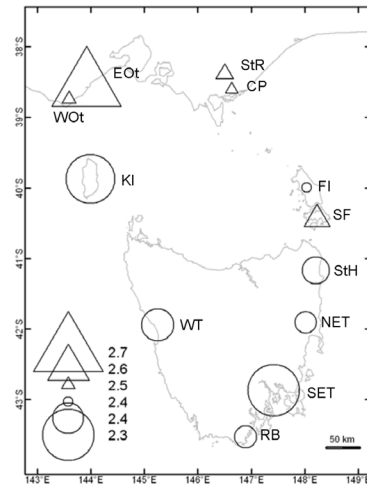 38°S
StR
EOt
CP
39°S
WOt
KI
FI
40°S
SF
41°S
StH
WT
NET
42°S
2.7
2.6
2.5
SET
2.4
43°S
2.4
2.3
RB
50 km
143°E 144°E 145°E 146°E 147°E 148°E 149°E